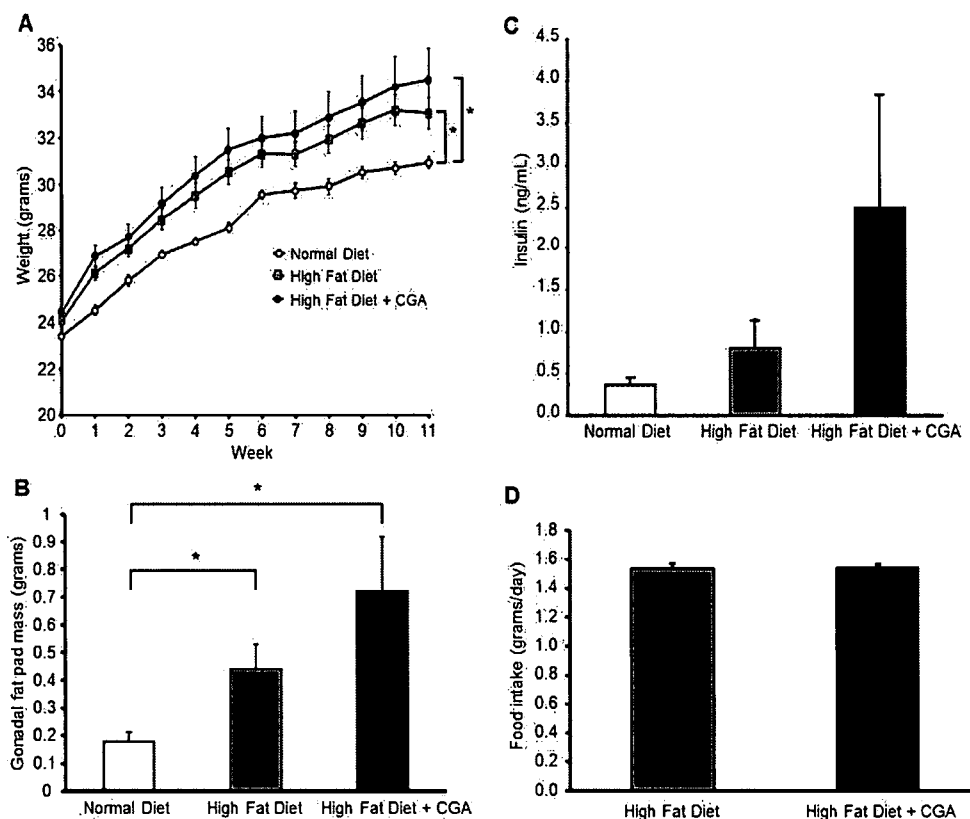 A
36
34
32
30
28
26
24
22
20
Weight (grams)
Normal Diet
High Fat Diet
High Fat Diet + CGA
*
*
0 1 2 3 4 5 6 7 8 9 10 11
Week
B
*
*
1
0.9
0.8
0.7
0.6
0.5
0.4
0.3
0.2
0.1
0
Gonadal fat pad mass (grams)
Normal Diet High Fat Diet High Fat Diet + CGA
C
4.5
4.0
3.5
3.0
2.5
2.0
1.5
1.0
0.5
0.0
Insulin (ng/mL)
Normal Diet High Fat Diet High Fat Diet + CGA
D
1.8
1.6
1.4
1.2
1.0
0.8
0.6
0.4
0.2
0.0
Food intake (grams/day)
High Fat Diet High Fat Diet + CGA